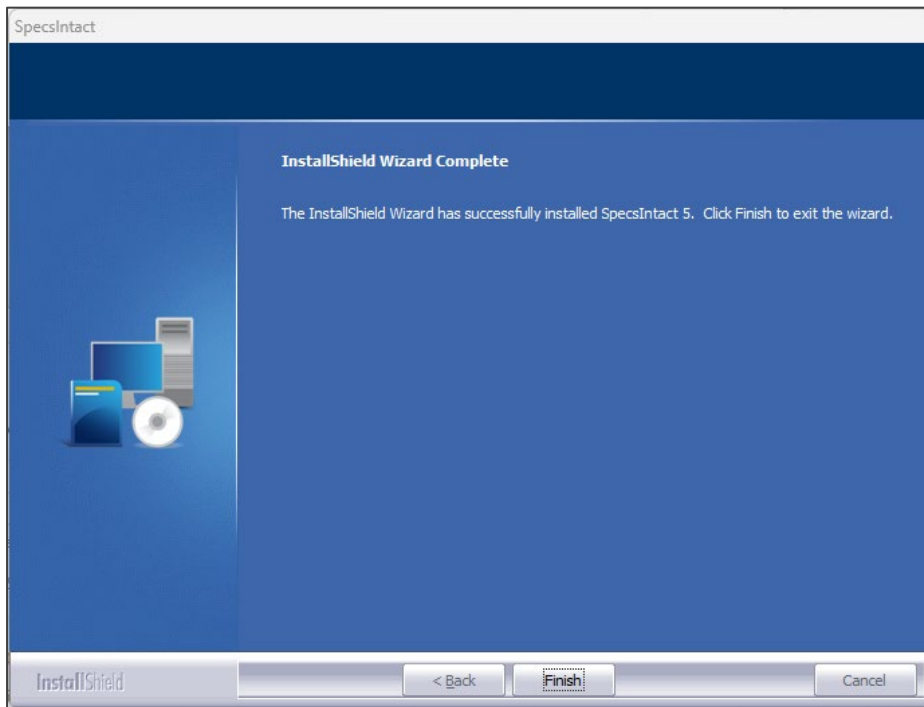 SpecsIntact
InstallShield Wizard Complete
The InstallShield Wizard has successfully installed SpecsIntact 5.  Click Finish to exit the wizard.
InstallShield
< Back
Finish
Cancel